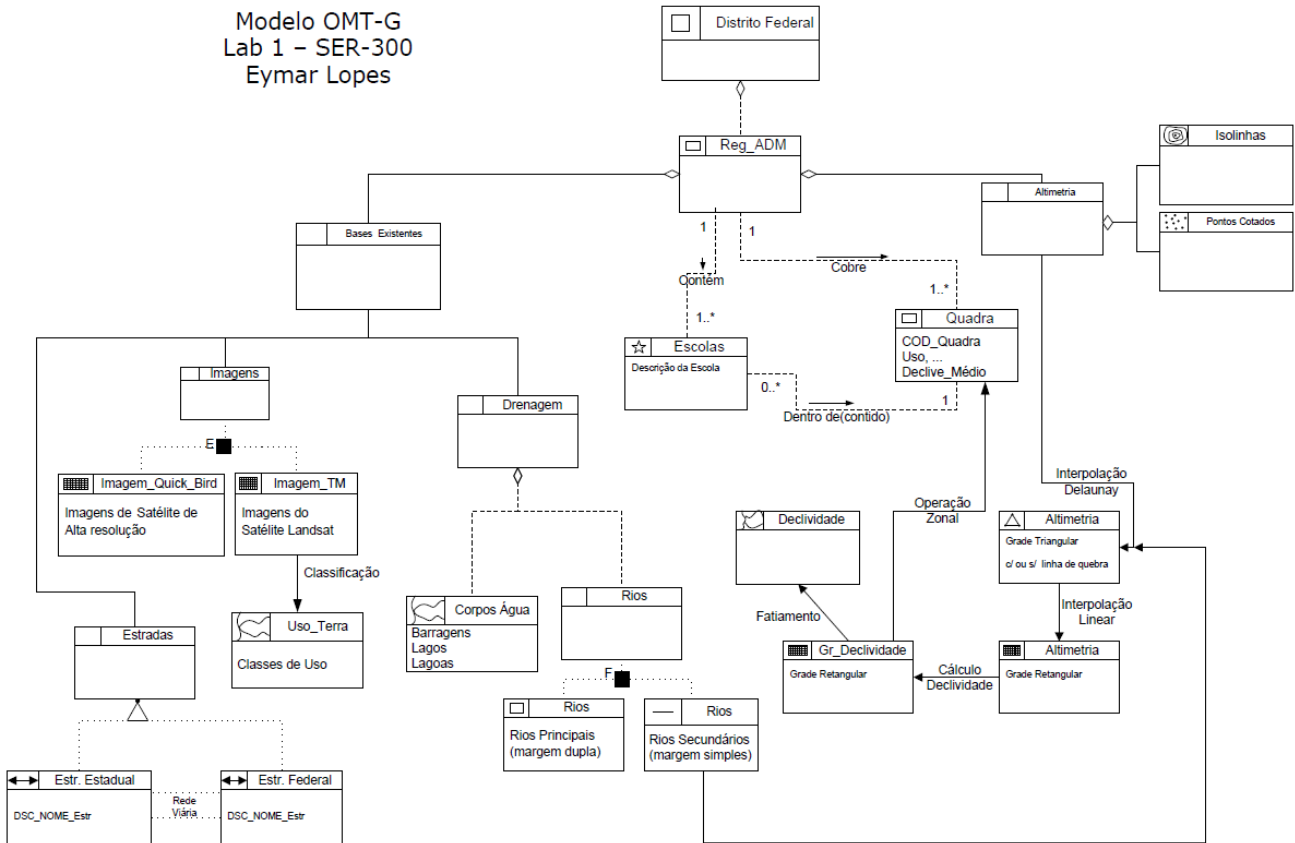 Modelo OMT-G
Lab 1 – SER-300
Eymar Lopes
Distrito Federal
Reg_ADM
Isolinhas
Altimetria
Pontos Cotados
Bases Existentes
1
1
Contém
Cobre
1..*
1..*
Escolas
Descrição da Escola
Quadra
COD_Quadra
Uso, ...
Declive_Médio
0..*
1
Dentro de(contido)
Imagens
Drenagem
E
Imagem_Quick_Bird
Imagens de Satélite de
Alta resolução
Imagem_TM
Imagens do
Satélite Landsat
Classificação
Interpolação
Delaunay
Operação
Zonal
Declividade
Altimetria
Grade Triangular
c/ ou s/ linha de quebra
Fatiamento
Interpolação
Linear
Estradas
Uso_Terra
Classes de Uso
Corpos Água
Barragens
Lagos
Lagoas
Rios
Gr_Declividade
Grade Retangular
Cálculo
Declividade
Altimetria
Grade Retangular
F
Rios
Rios Principais
(margem dupla)
Rios
Rios Secundários
(margem simples)
Estr. Estadual
DSC_NOME_Estr
Rede
Viária
Estr. Federal
DSC_NOME_Estr